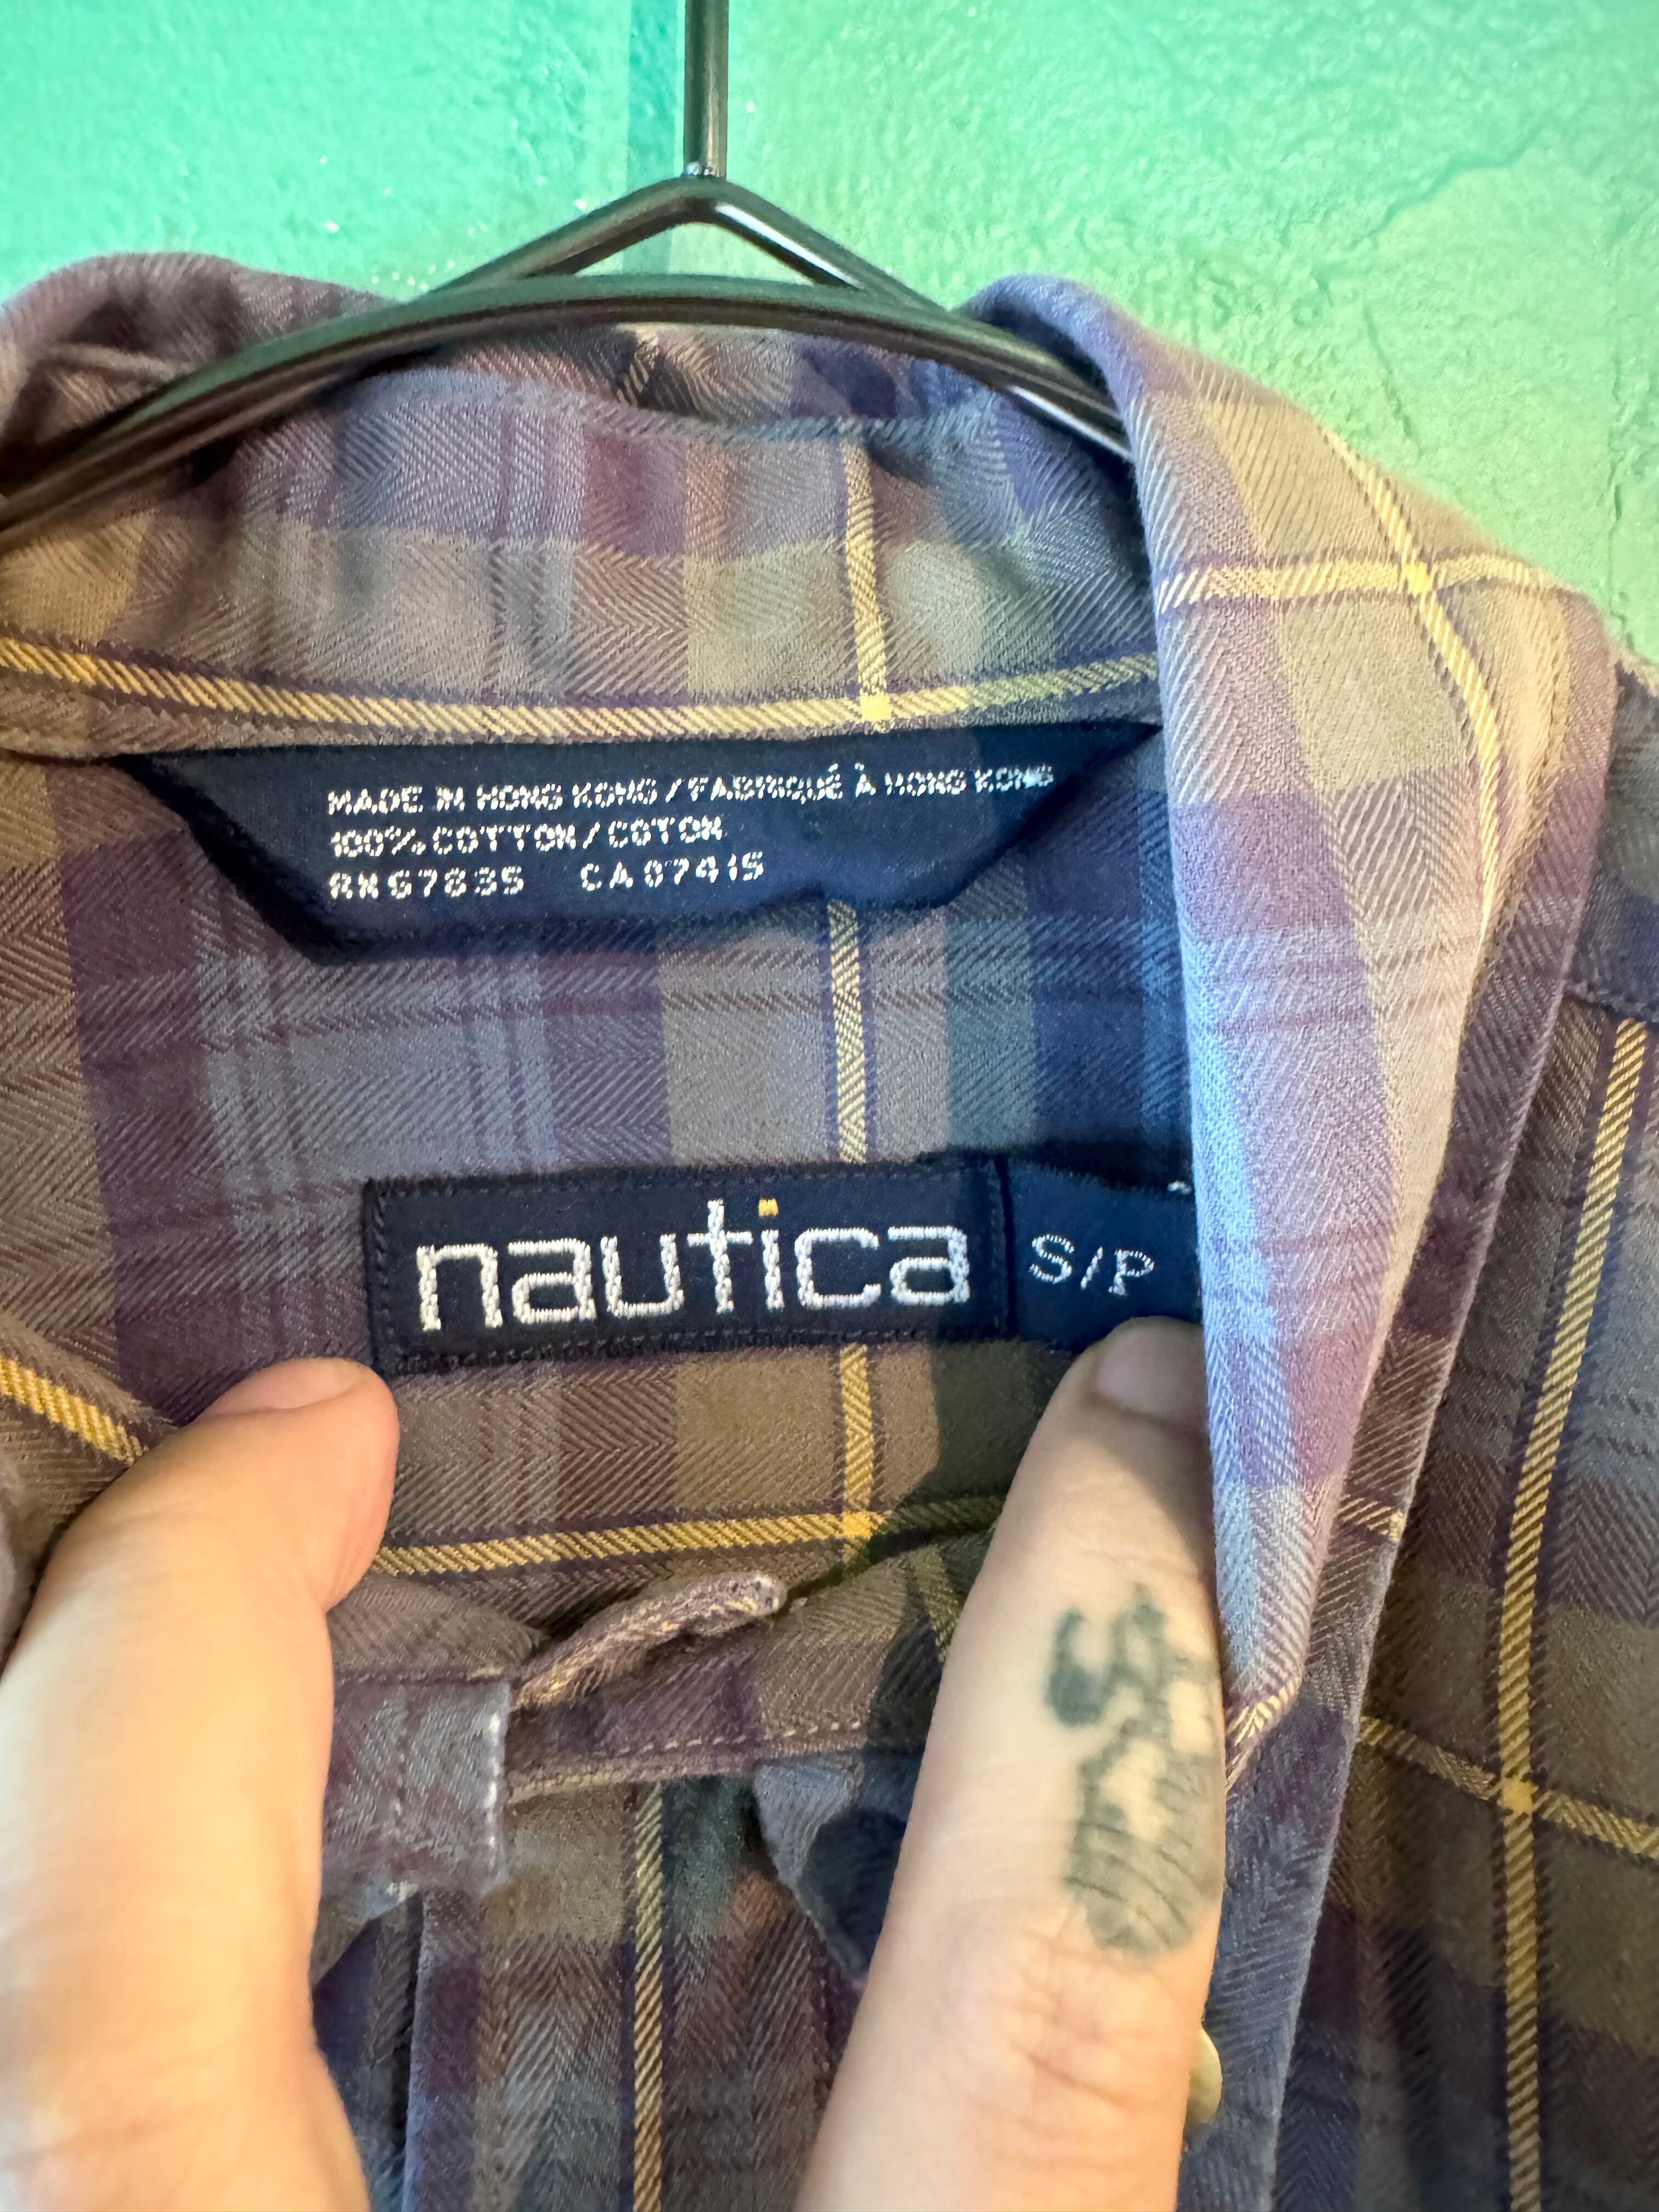 MADE IN HONG KONG / FABRIQUÉ À HONG KONG
100% COTTON / COTON
RN67835 CA07415
nautica S/P